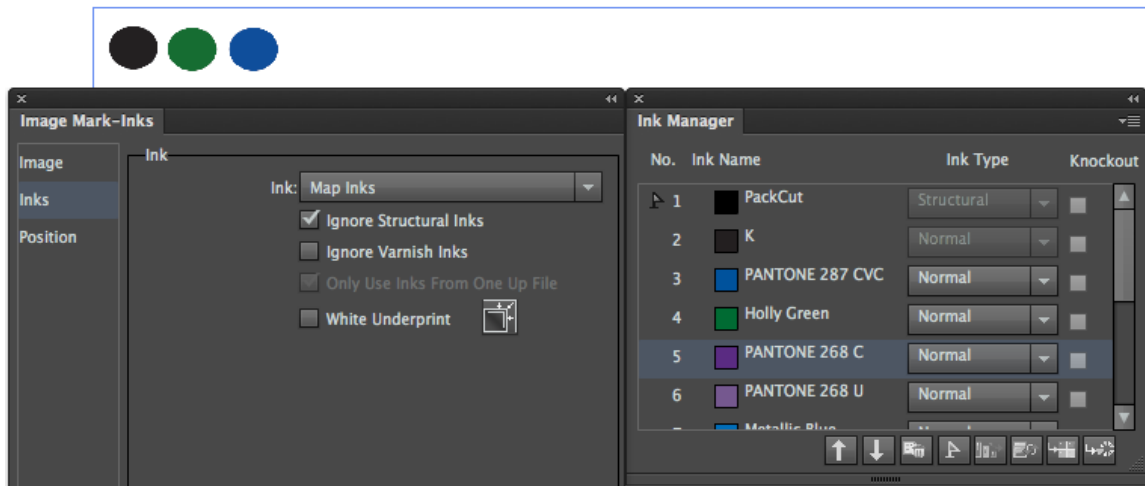 Image Mark-Inks
Image
Inks
Position
Ink
Ink: Map Inks
Ignore Structural Inks
Ignore Varnish Inks
Only Use Inks From One Up File
White Underprint
Ink Manager
No. Ink Name Ink Type Knockout
1 PackCut Structural
2 K Normal
3 PANTONE 287 CVC Normal
4 Holly Green Normal
5 PANTONE 268 C Normal
6 PANTONE 268 U Normal
Metallic Blue